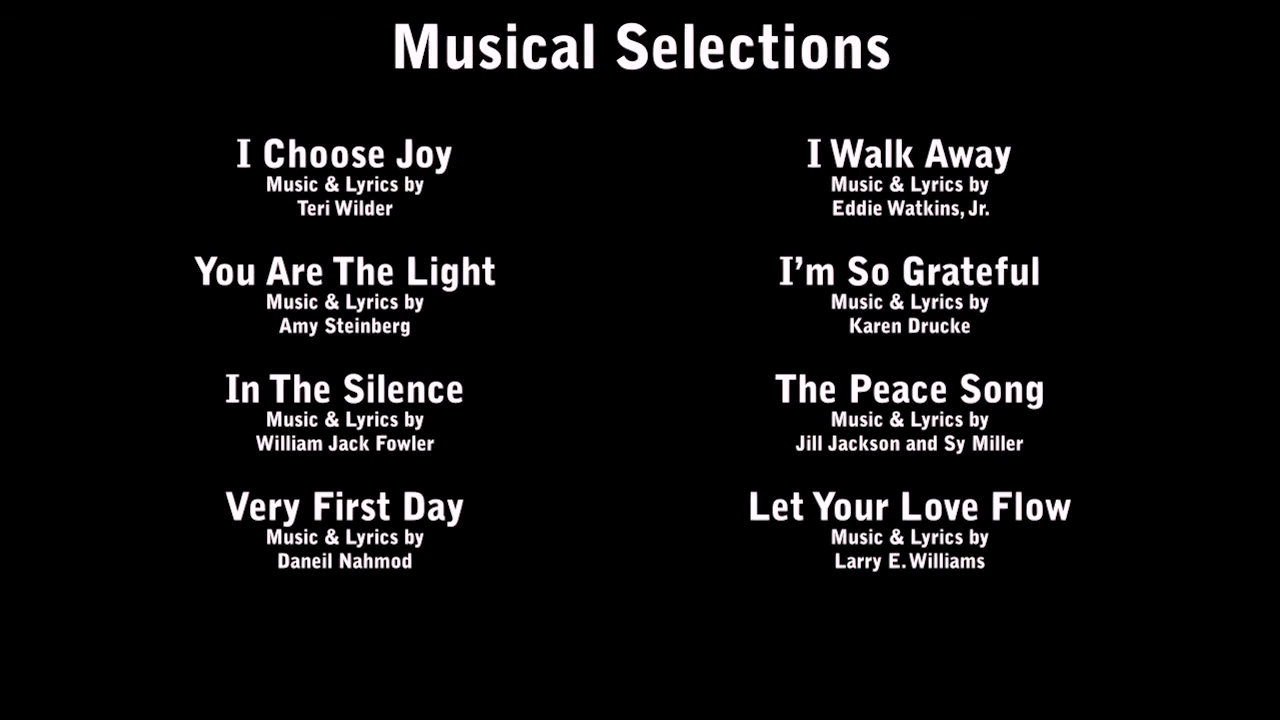 Musical Selections
I Choose Joy
Music & Lyrics by
Teri Wilder
You Are The Light
Music & Lyrics by
Amy Steinberg
In The Silence
Music & Lyrics by
William Jack Fowler
Very First Day
Music & Lyrics by
Daneil Nahmod
I Walk Away
Music & Lyrics by
Eddie Watkins, Jr.
I'm So Grateful
Music & Lyrics by
Karen Drucke
The Peace Song
Music & Lyrics by
Jill Jackson and Sy Miller
Let Your Love Flow
Music & Lyrics by
Larry E. Williams